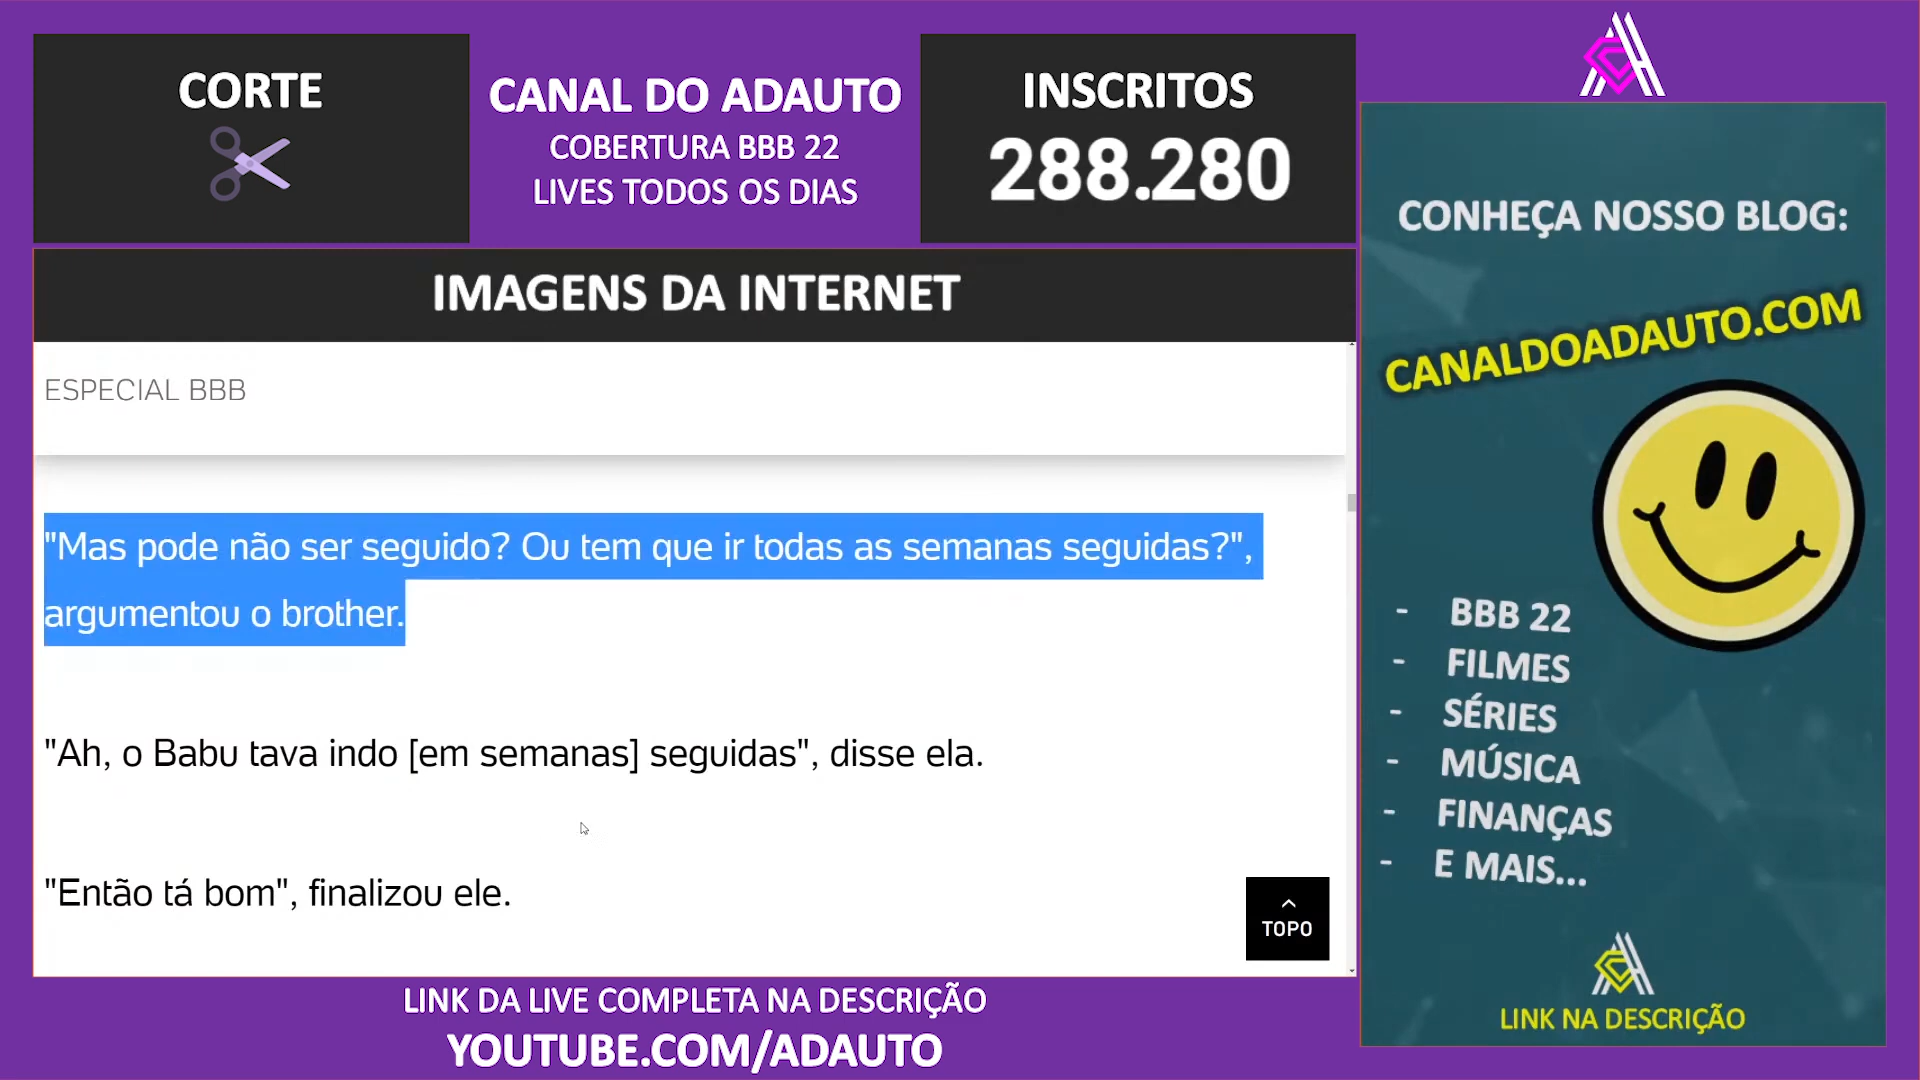 CORTE
CANAL DO ADAUTO
COBERTURA BBB 22
LIVES TODOS OS DIAS
INSCRITOS
288.280
IMAGENS DA INTERNET
ESPECIAL BBB
"Mas pode não ser seguido? Ou tem que ir todas as semanas seguidas?",
argumentou o brother.
"Ah, o Babu tava indo [em semanas] seguidas", disse ela.
"Então tá bom", finalizou ele.
TOPO
LINK DA LIVE COMPLETA NA DESCRIÇÃO
YOUTUBE.COM/ADAUTO
CONHEÇA NOSSO BLOG:
CANALDOADAUTO.COM
- BBB 22
- FILMES
- SÉRIES
- MÚSICA
- FINANÇAS
- E MAIS...
LINK NA DESCRIÇÃO